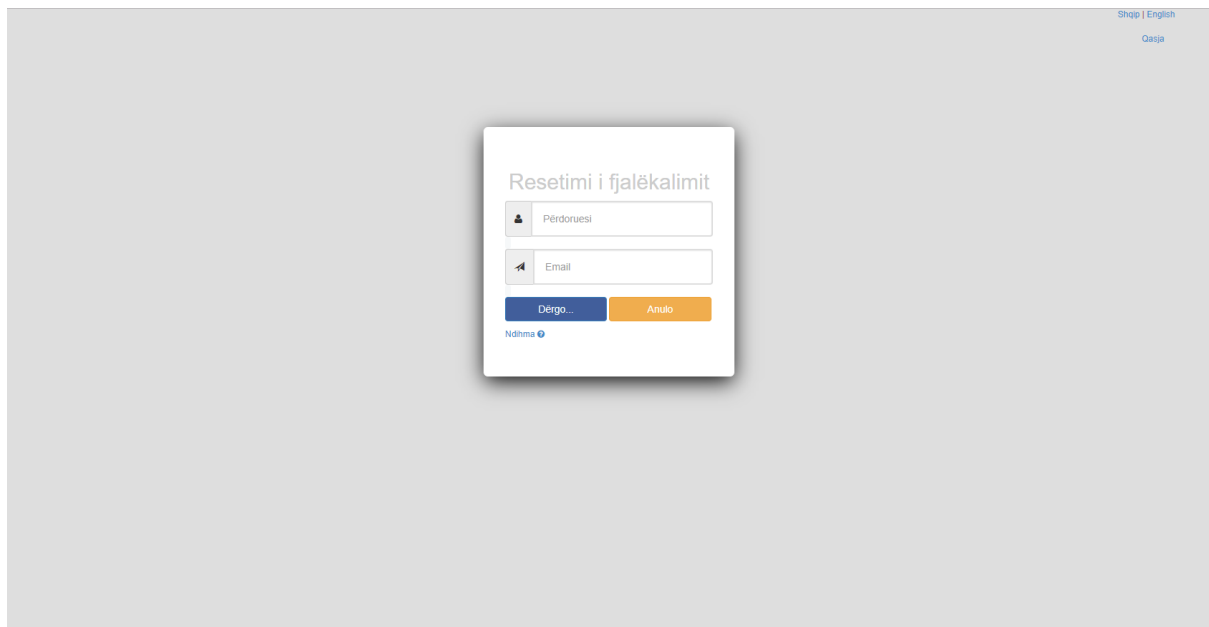 Shqip | English
Qasja
Resetimi i fjalëkalimit
Përdoruesi
Email
Dërgo...
Anulo
Ndihma